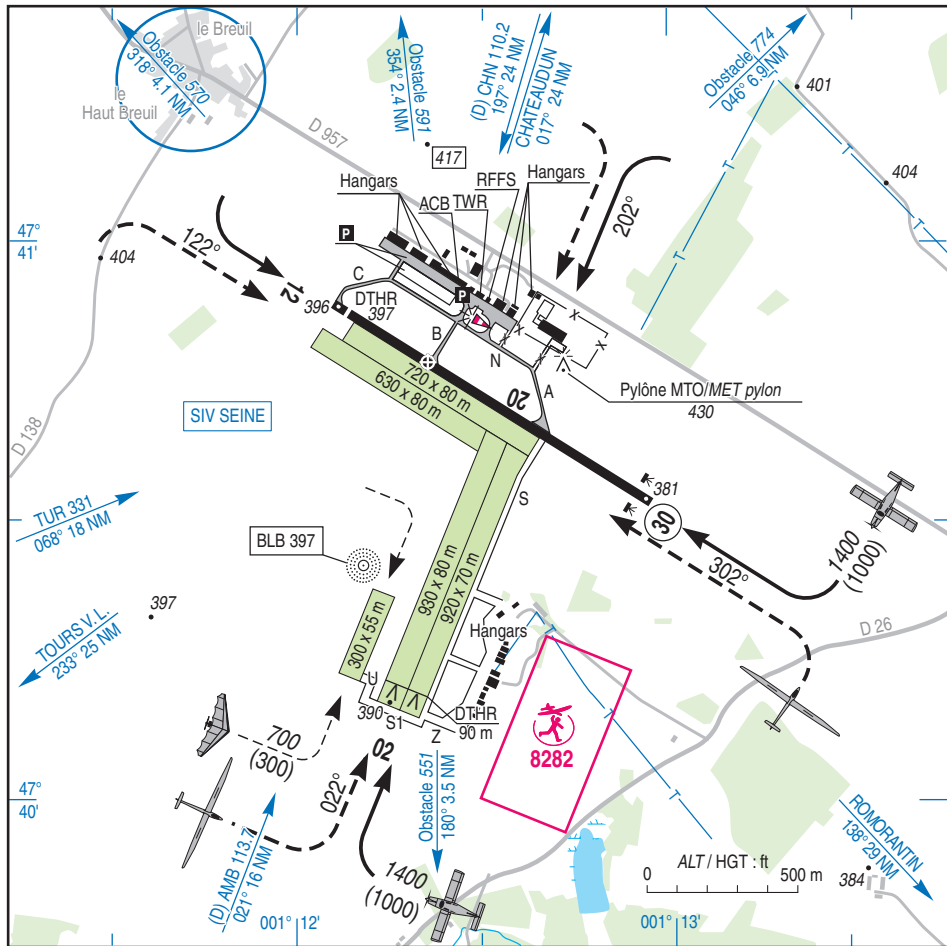 le Breuil
le
Haut Breuil
Obstacle 570
318° 4.1 NM
Obstacle 591
354° 2.4 NM
(D) CHN 110.2
197° 24 NM
CHATEAUDUN
017° 24 NM
Obstacle 774
046° 6.9 NM
401
404
D 957
417
Hangars
RFFS
Hangars
ACB
TWR
P
202°
47°
41'
404
122°
12
396
C
DTHR
397
P
B
N
A
20
720 x 80 m
630 x 80 m
Pylône MTO/MET pylon
430
SIV SEINE
D 138
TUR 331
068° 18 NM
S
381
30
302°
1400
(1000)
BLB 397
930 x 80 m
920 x 70 m
397
TOURS V.L.
233° 25 NM
300 x 55 m
Hangars
D 26
U
390
S1
DTHR
90 m
Z
8282
700
(300)
02
022°
47°
40'
Obstacle 551
180° 3.5 NM
(D) AMB 113.7
021° 16 NM
1400
(1000)
ROMORANTIN
138° 29 NM
384
ALT / HGT : ft
0
500 m
001° 12'
001° 13'
T
T
T
T
T
T
T
X
X
X
X
X
X